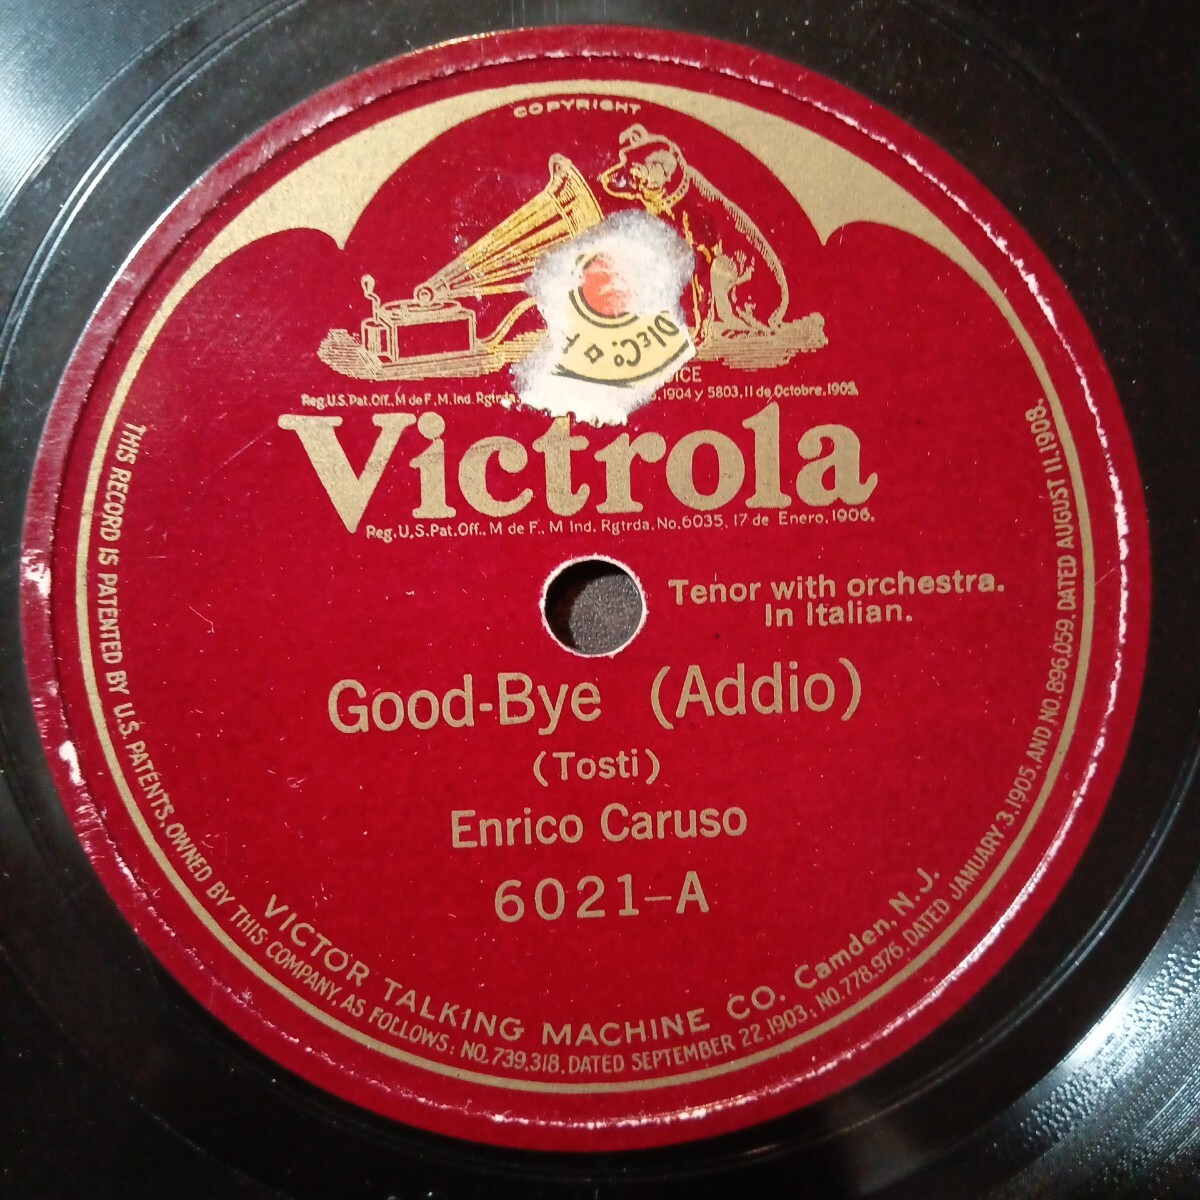 COPYRIGHT
VOICE
Reg.U.S.Pat.Off., M de F., M. Ind. Rgtrda. 1904 y 5803, 11 de Octobre, 1905.
Victrola
Reg.U.S.Pat.Off., M de F., M Ind. Rgtrda. No.6035, 17 de Enero, 1906.
Tenor with orchestra.
In Italian.
Good-Bye (Addio)
(Tosti)
Enrico Caruso
6021-A
VICTOR TALKING MACHINE CO. Camden, N. J.
THIS RECORD IS PATENTED BY U.S. PATENTS, OWNED BY THIS COMPANY, AS FOLLOWS: NO. 739,318, DATED SEPTEMBER 22, 1903; NO. 778,976, DATED JANUARY 3, 1905, AND NO. 896,059, DATED AUGUST 11, 1908.